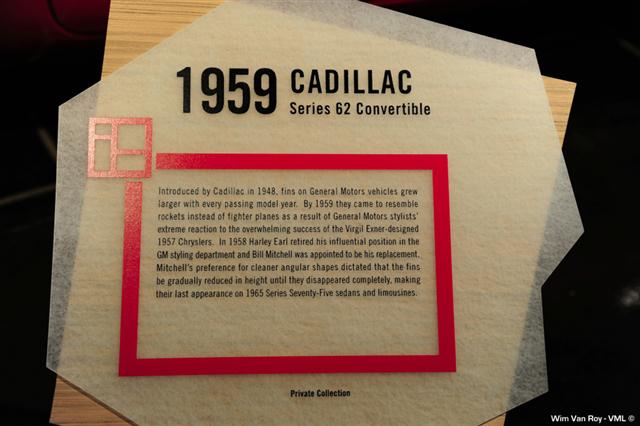 1959 CADILLAC
Series 62 Convertible
Introduced by Cadillac in 1948, fins on General Motors vehicles grew
larger with every passing model year. By 1959 they came to resemble
rockets instead of fighter planes as a result of General Motors stylists'
extreme reaction to the overwhelming success of the Virgil Exner-designed
1957 Chryslers. In 1958 Harley Earl retired his influential position in the
GM styling department and Bill Mitchell was appointed to be his replacement.
Mitchell's preference for cleaner angular shapes dictated that the fins
be gradually reduced in height until they disappeared completely, making
their last appearance on 1965 Series Seventy-Five sedans and limousines.
Private Collection
Wim Van Roy - VML ©